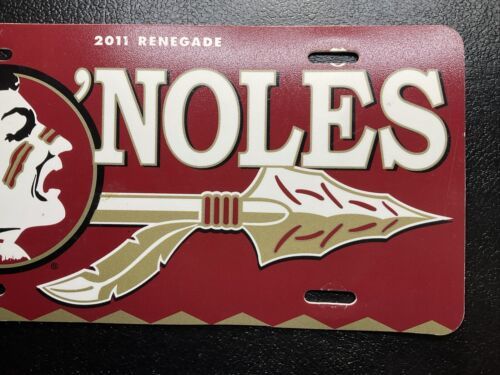 2011 RENEGADE
'NOLES
®